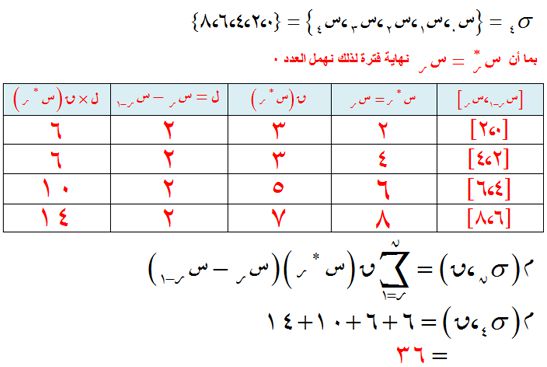 σ٤ = {س٠، س١، س٢، س٣، س٤} = {٠، ٢، ٤، ٦، ٨}
بما أن س*ر = سر نهاية فترة لذلك نهمل العدد ٠
[سر-١، سر] س*ر = سر ق(س*ر) ل = سر - سر-١ ل × ق(س*ر)
[٠، ٢] ٢ ٣ ٢ ٦
[٢، ٤] ٤ ٣ ٢ ٦
[٤، ٦] ٦ ٥ ٢ ١٠
[٦، ٨] ٨ ٧ ٢ ١٤
م(σن، ق) = ∑ن ر=١ ق(س*ر)(سر - سر-١)
م(σ٤، ق) = ٦+٦+١٠+١٤
= ٣٦